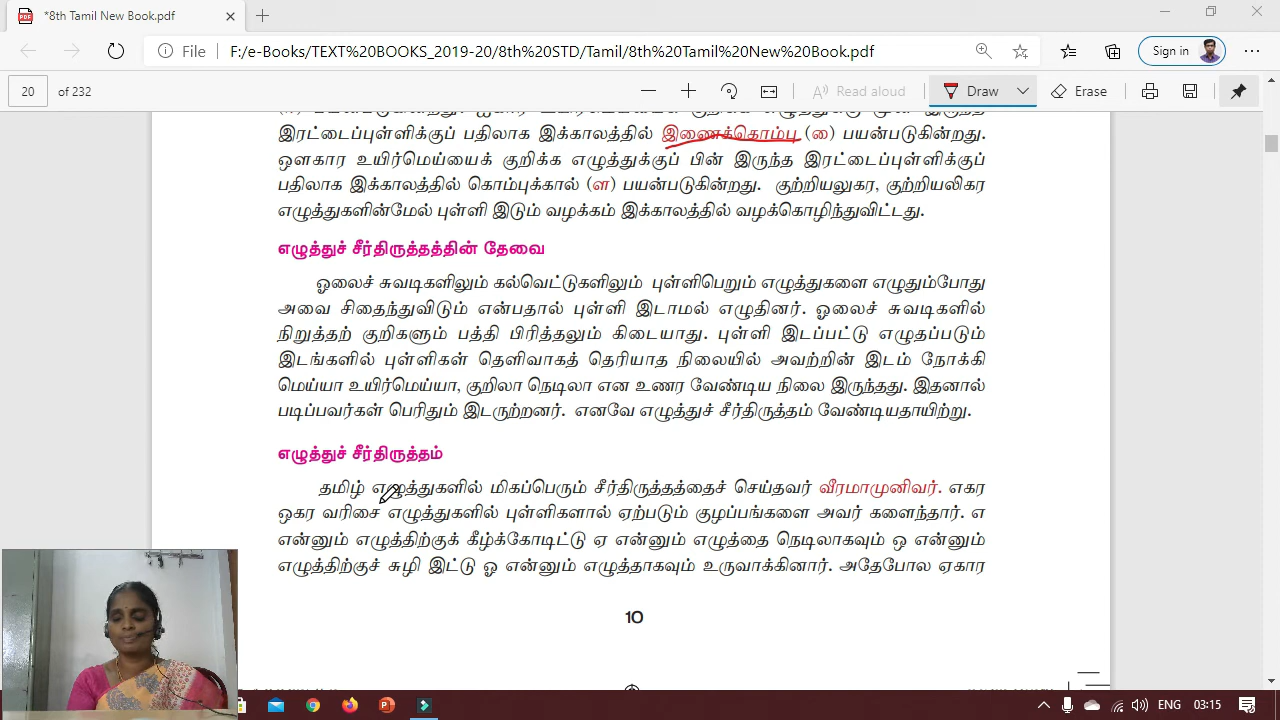 *8th Tamil New Book.pdf
File F:/e-Books/TEXT%20BOOKS_2019-20/8th%20STD/Tamil/8th%20Tamil%20New%20Book.pdf Sign in
20 of 232 Read aloud Draw Erase
இரட்டைப்புள்ளிக்குப் பதிலாக இக்காலத்தில் இணைக்கொம்பு (ை) பயன்படுகின்றது.
ஔகார உயிர்மெய்யைக் குறிக்க எழுத்துக்குப் பின் இருந்த இரட்டைப்புள்ளிக்குப்
பதிலாக இக்காலத்தில் கொம்புக்கால் (ள) பயன்படுகின்றது. குற்றியலுகர, குற்றியலிகர
எழுத்துகளின்மேல் புள்ளி இடும் வழக்கம் இக்காலத்தில் வழக்கொழிந்துவிட்டது.
எழுத்துச் சீர்திருத்தத்தின் தேவை
ஓலைச் சுவடிகளிலும் கல்வெட்டுகளிலும் புள்ளிபெறும் எழுத்துகளை எழுதும்போது
அவை சிதைந்துவிடும் என்பதால் புள்ளி இடாமல் எழுதினர். ஓலைச் சுவடிகளில்
நிறுத்தற் குறிகளும் பத்தி பிரித்தலும் கிடையாது. புள்ளி இடப்பட்டு எழுதப்படும்
இடங்களில் புள்ளிகள் தெளிவாகத் தெரியாத நிலையில் அவற்றின் இடம் நோக்கி
மெய்யா உயிர்மெய்யா, குறிலா நெடிலா என உணர வேண்டிய நிலை இருந்தது. இதனால்
படிப்பவர்கள் பெரிதும் இடருற்றனர். எனவே எழுத்துச் சீர்திருத்தம் வேண்டியதாயிற்று.
எழுத்துச் சீர்திருத்தம்
தமிழ் எழுத்துகளில் மிகப்பெரும் சீர்திருத்தத்தைச் செய்தவர் வீரமாமுனிவர். எகர
ஒகர வரிசை எழுத்துகளில் புள்ளிகளால் ஏற்படும் குழப்பங்களை அவர் களைந்தார். எ
என்னும் எழுத்திற்குக் கீழ்க்கோடிட்டு ஏ என்னும் எழுத்தை நெடிலாகவும் ஒ என்னும்
எழுத்திற்குச் சுழி இட்டு ஓ என்னும் எழுத்தாகவும் உருவாக்கினார். அதேபோல ஏகார
10
ENG 03:15